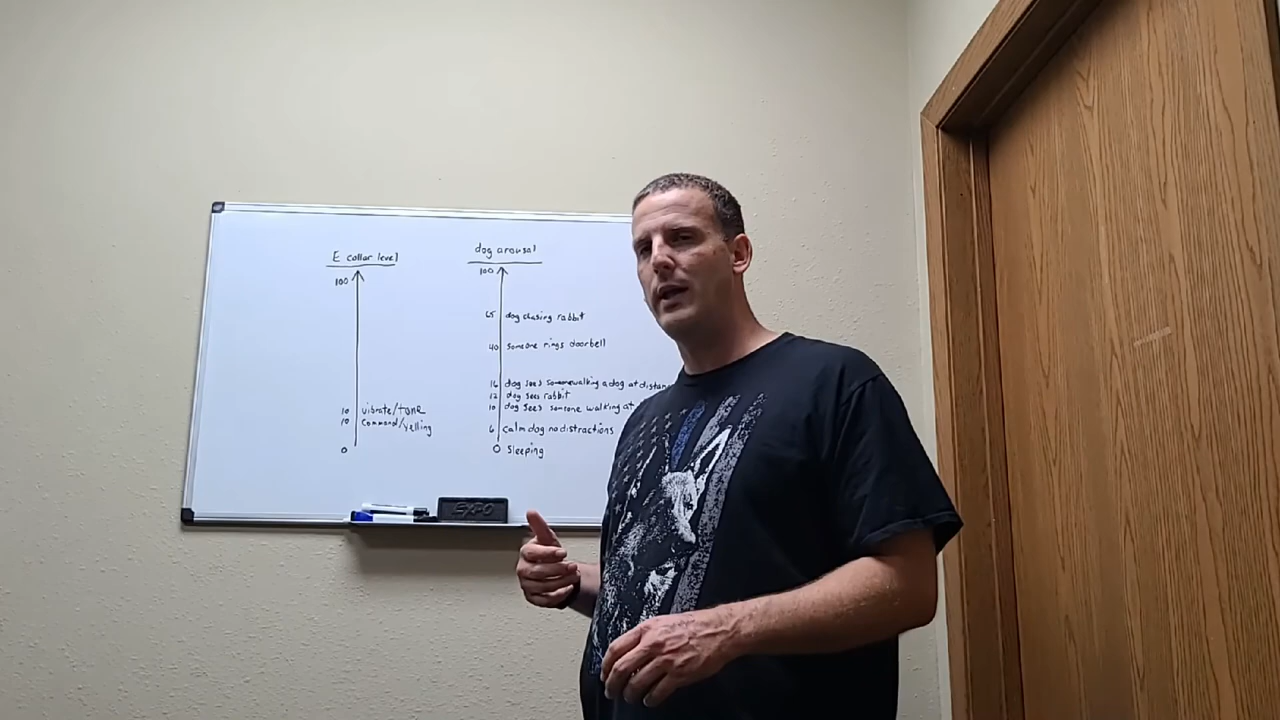 E collar level
100
10 vibrate/tone
10 command/yelling
0
dog arousal
100
65 dog chasing rabbit
40 someone rings doorbell
16 dog sees someone walking a dog at distance
12 dog sees rabbit
10 dog sees someone walking at
6 calm dog no distractions
0 Sleeping
EXPO